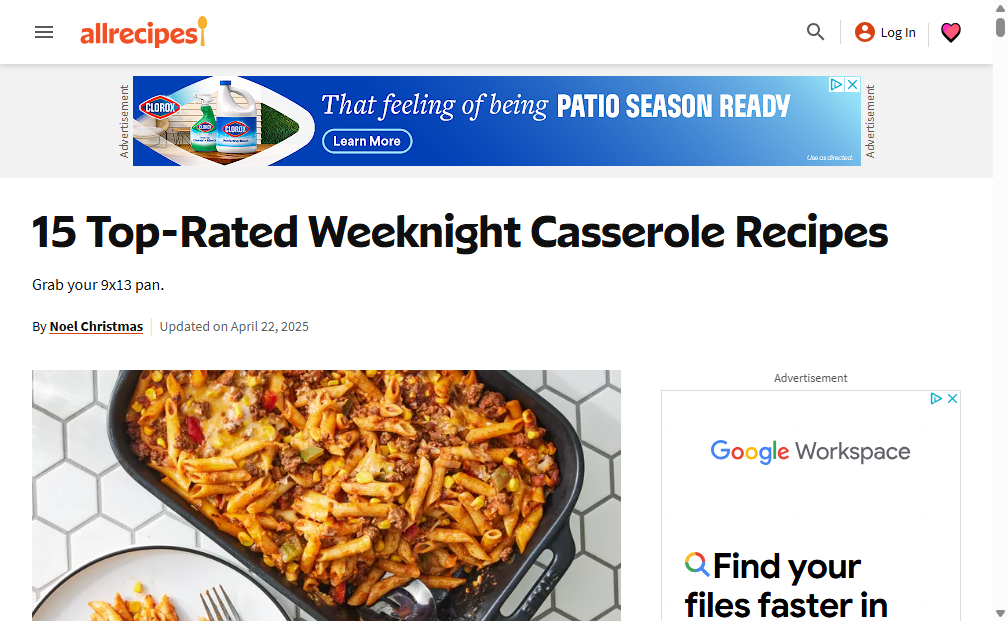 allrecipes
Log In
Advertisement
CLOROX
CLOROX
CLOROX
That feeling of being PATIO SEASON READY
Learn More
Use as directed.
Advertisement
15 Top-Rated Weeknight Casserole Recipes
Grab your 9x13 pan.
By Noel Christmas
Updated on April 22, 2025
Advertisement
Google Workspace
Find your
files faster in